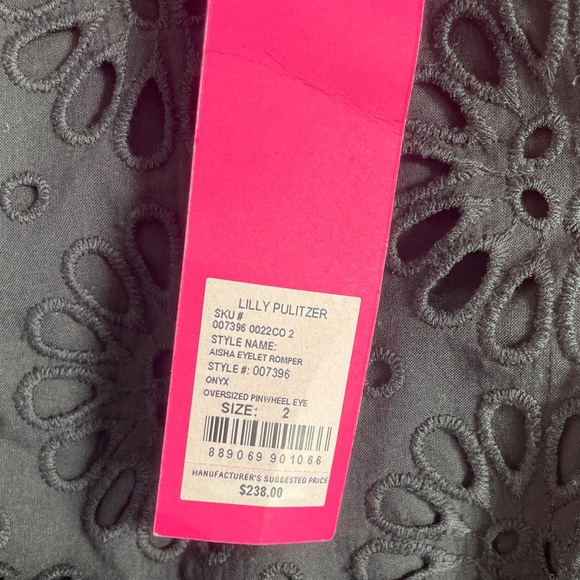 LILLY PULITZER
SKU #
007396 0022CO 2
STYLE NAME:
AISHA EYELET ROMPER
STYLE #: 007396
ONYX
OVERSIZED PINWHEEL EYE
SIZE: 2
889069 901066
MANUFACTURER'S SUGGESTED PRICE
$238.00